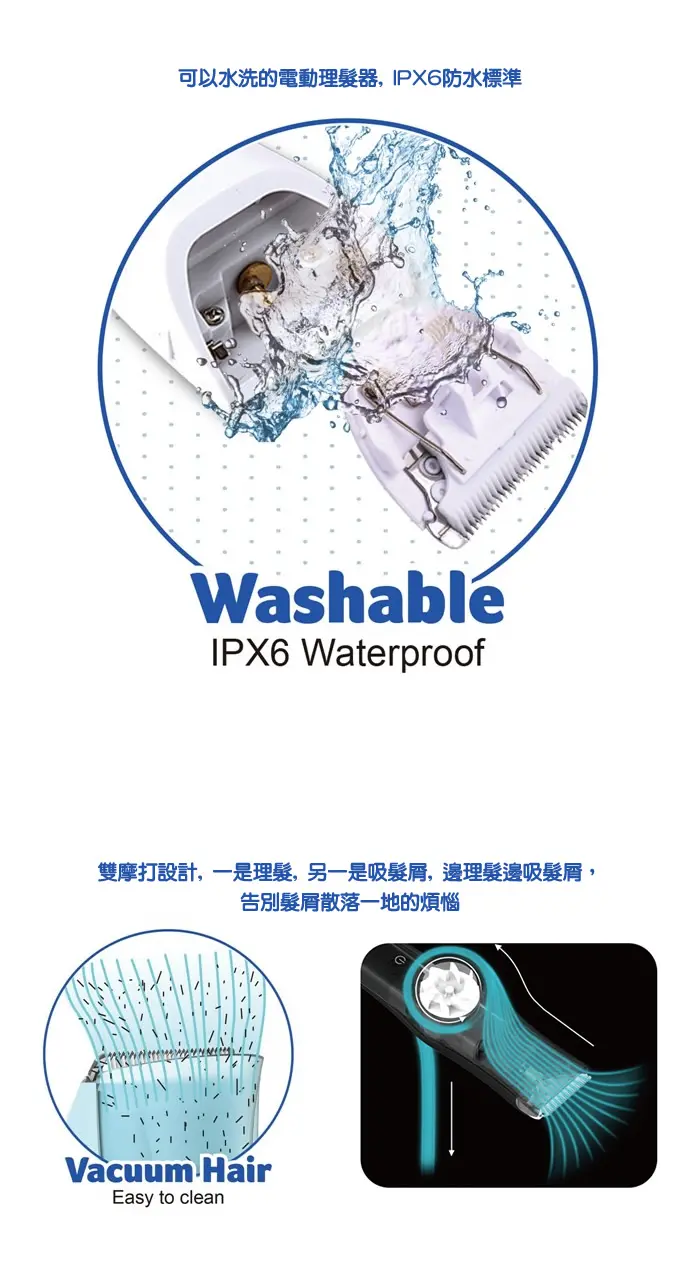 可以水洗的電動理髮器, IPX6防水標準
Washable
IPX6 Waterproof
雙摩打設計, 一是理髮, 另一是吸髮屑, 邊理髮邊吸髮屑，
告別髮屑散落一地的煩惱
Vacuum Hair
Easy to clean